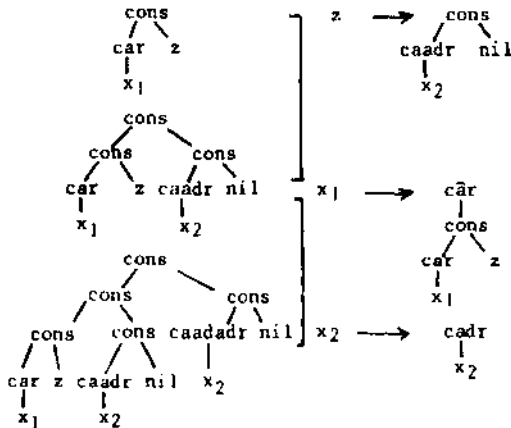 cons z → cons
car z caadr nil
x1 x2
cons
cons cons
car z caadr nil x1 → car
x1 x2 cons
cons car z
cons cons x1
cons cons caadadr nil x2 → cadr
car z caadr nil x2 x2
x1 x2